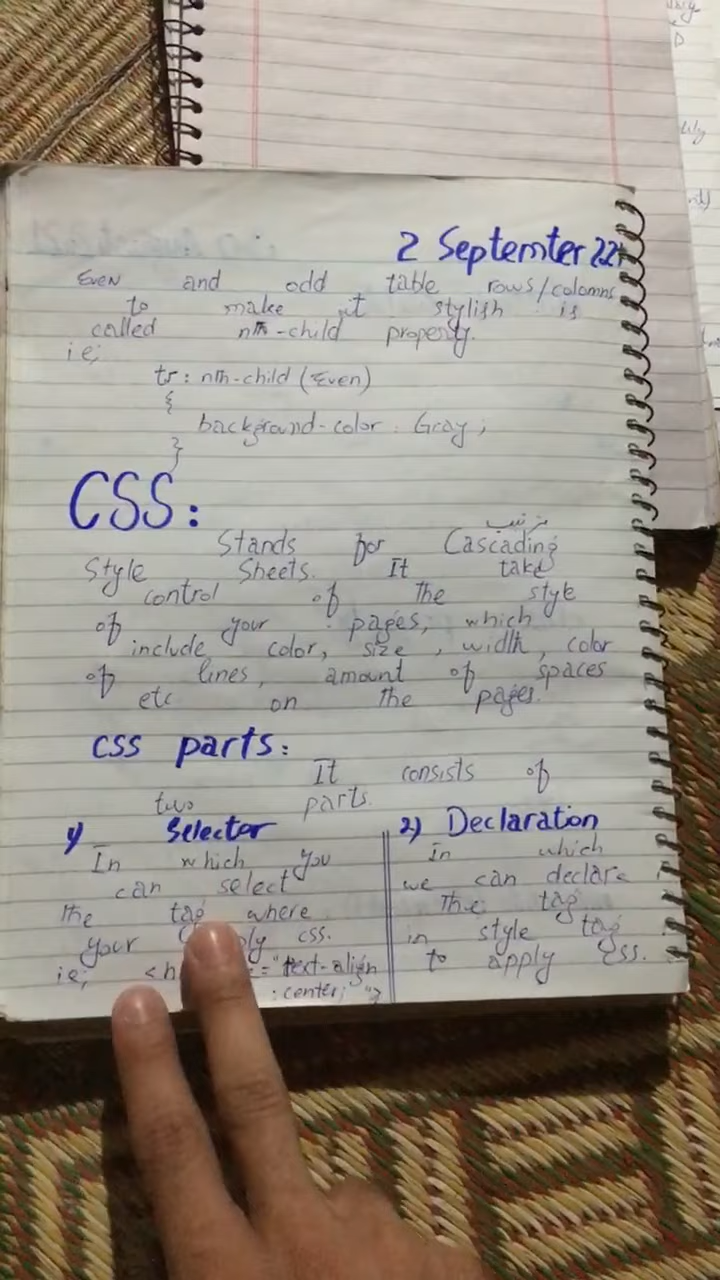 2 Septemter 22
Even and odd table rows/colomns
to make it stylish is
called nth-child property.
ie;
tr: nth-child (Even)
{
background-color: Gray;
}
CSS:
ترتیب
Stands for Cascading
Style Sheets. It take
control of the style
of your pages, which
include color, size, width, color
of lines, amount of spaces
etc on the pages.
css parts:
It consists of
two parts.
1) Selector
In which you
can select
the tag where
your css.
ie; <h ="text-align
:center; ">
2) Declaration
In which
we can declare
the tag
in style tag
to apply css.